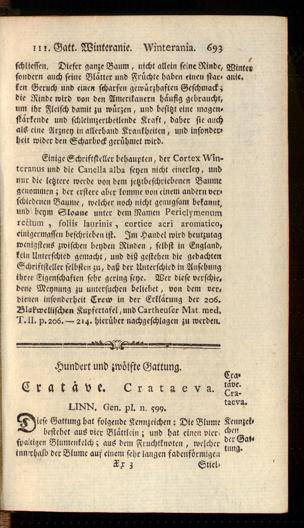 111. Gatt. Winteranie. Winterania. 693
schliessen. Dieser ganze Baum, nicht allein seine Rinde,
sondern auch seine Blätter und Früchte haben einen star-
ken Geruch und einen scharfen gewürzhaften Geschmack;
die Rinde wird von den Amerikanern häufig gebraucht,
um ihr Fleisch damit zu würzen, und besitzt eine magen-
stärkende und schleimzertheilende Kraft, daher sie auch
als eine Arzney in allerhand Krankheiten, und insonder-
heit wider den Scharbock gerühmet wird.
Winter
anie.
Einige Schriftsteller behaupten, der Cortex Win-
teranus und die Canella alba seyen nicht einerley, und
nur die letztere werde von dem jetztbeschriebenen Baume
genommen; der erstere aber komme von einem andern ver-
schiedenen Baume, welcher noch nicht genugsam bekannt,
und beym Sloane unter dem Namen Periclymenum
rectum, foliis laurinis, cortice acri aromatico,
einigermassen beschrieben ist. Im Handel wird heutzutag
wenigstens zwischen beyden Rinden, selbst in England,
kein Unterschied gemacht, und diß gestehen die gedachten
Schriftsteller selbsten zu, daß der Unterschied in Ansehung
ihrer Eigenschaften sehr gering seye. Wer diese verschie-
dene Meynung zu untersuchen beliebet, kan die von dem ver-
dienen insonderheit Crew in der Erklärung der 206.
Blakwellischen Kupfertafel, und Cartheuser Mat. med.
T. II. p. 206. — 214. hierüber nachgeschlagen zu werden.
Hundert und zwölfte Gattung.
Cratäve. Crataeva.
Cra-
täve.
Cra-
taeva.
LINN. Gen. pl. n. 599.
Diese Gattung hat folgende Kennzeichen: Die Blume
bestehet aus vier Blättlein; und hat einen vier-
spaltigen Blumenkelch; aus dem Fruchtknoten, welcher
innerhalb der Blume auf einem sehr langen fadenförmigen
Kennzei-
chen
der Gat-
tung.
Xx 3 Stiel-